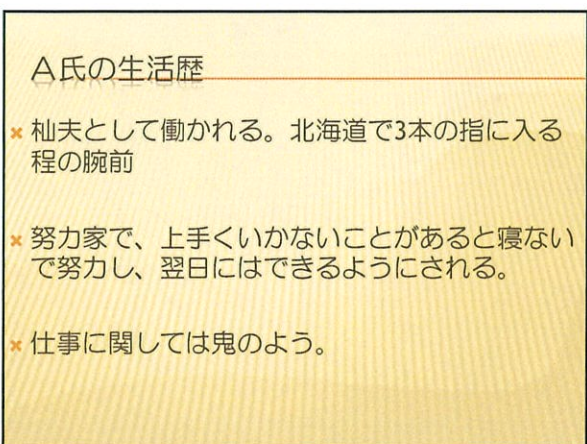 A氏の生活歴
杣夫として働かれる。北海道で3本の指に入る
程の腕前
努力家で、上手くいかないことがあると寝ない
で努力し、翌日にはできるようにされる。
仕事に関しては鬼のよう。